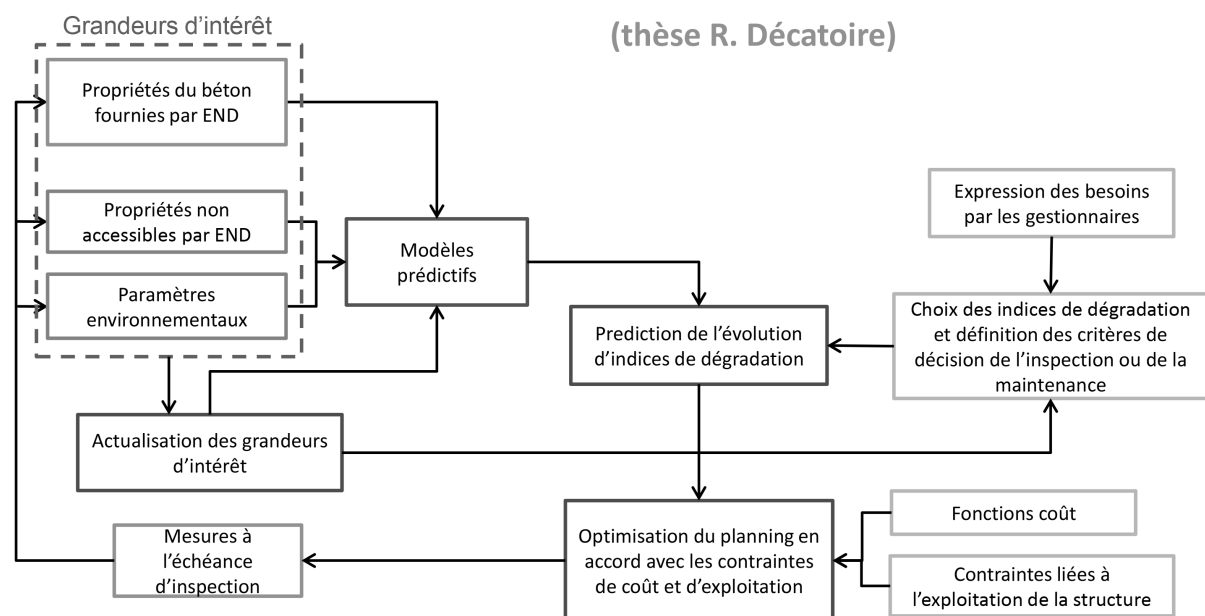 Grandeurs d'intérêt
(thèse R. Décatoire)
Propriétés du béton
fournies par END
Propriétés non
accessibles par END
Paramètres
environnementaux
Modèles
prédictifs
Expression des besoins
par les gestionnaires
Prediction de l'évolution
d'indices de dégradation
Choix des indices de dégradation
et définition des critères de
décision de l'inspection ou de la
maintenance
Actualisation des grandeurs
d'intérêt
Mesures à
l'échéance
d'inspection
Optimisation du planning en
accord avec les contraintes
de coût et d'exploitation
Fonctions coût
Contraintes liées à
l'exploitation de la structure